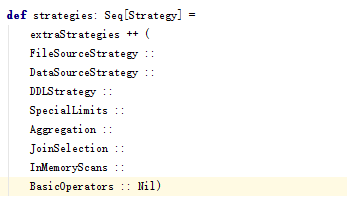 def strategies: Seq[Strategy] =
extraStrategies ++ (
FileSourceStrategy ::
DataSourceStrategy ::
DDLStrategy ::
SpecialLimits ::
Aggregation ::
JoinSelection ::
InMemoryScans ::
BasicOperators :: Nil)